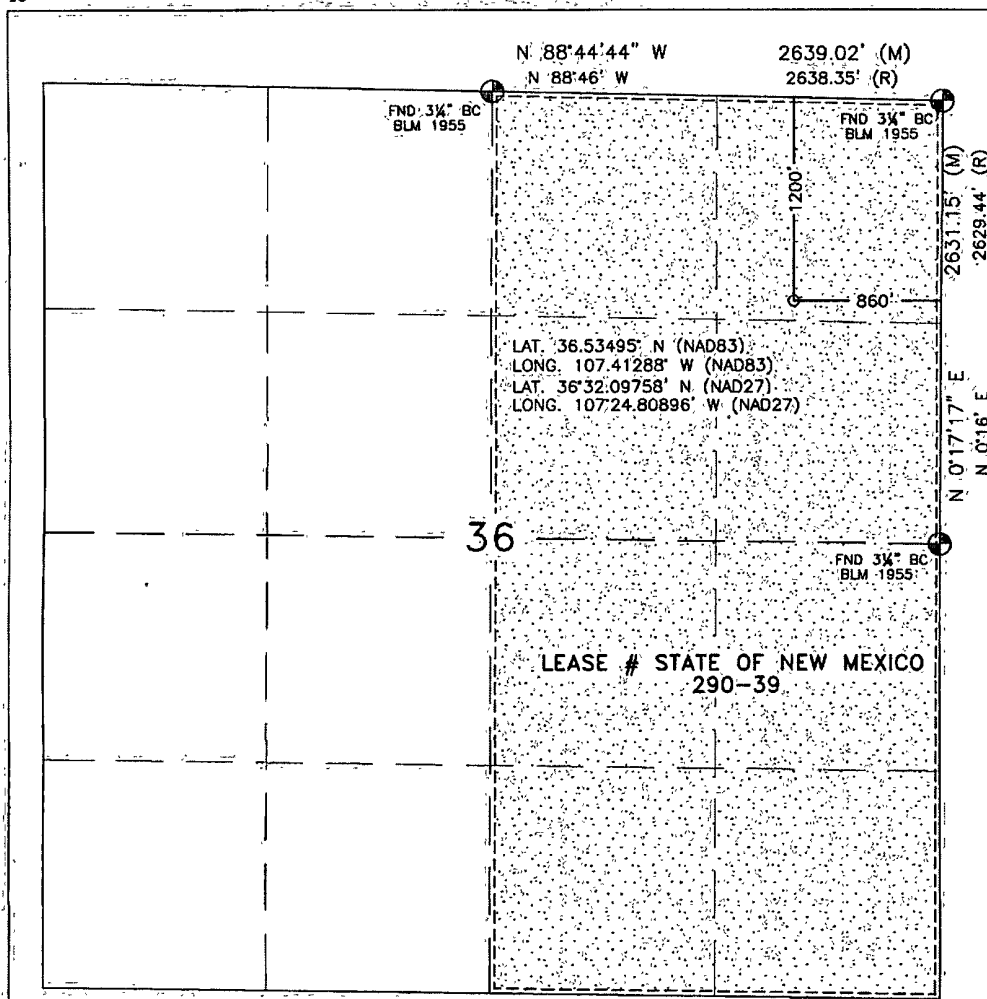 N 88°44'44" W 2639.02' (M)
N 88°46' W 2638.35' (R)
FND 3¼" BC
BLM 1955
FND 3¼" BC
BLM 1955
2631.15' (M)
2629.44' (R)
1200'
860'
LAT. 36.53495° N (NAD83)
LONG. 107.41288° W (NAD83)
LAT. 36°32.09758' N (NAD27)
LONG. 107°24.80896' W (NAD27)
N 0°17'17" E
N 0°16' E
36
FND 3¼" BC
BLM 1955
LEASE # STATE OF NEW MEXICO
290-39